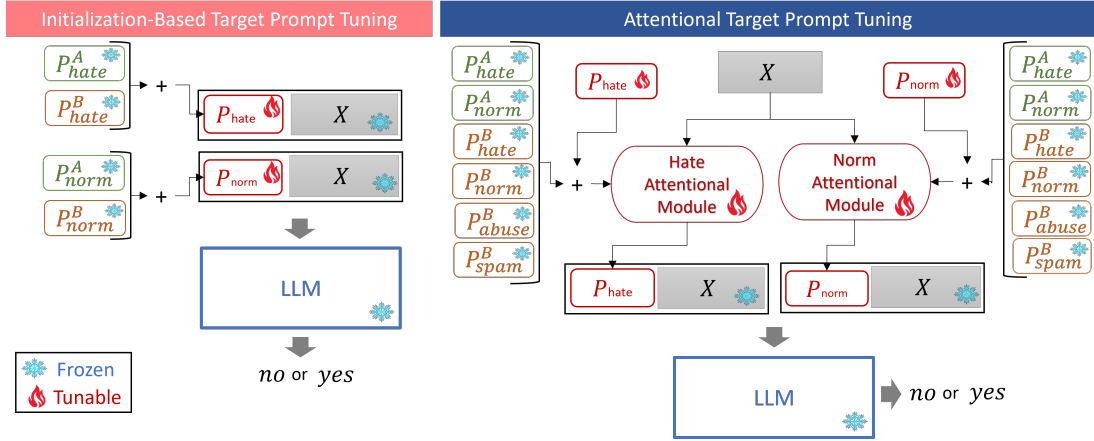 Initialization-Based Target Prompt Tuning
P^A_hate
P^B_hate
+
P_hate
X
P^A_norm
P^B_norm
+
P_norm
X
LLM
no or yes
Frozen
Tunable
Attentional Target Prompt Tuning
P^A_hate
P^A_norm
P^B_hate
P^B_norm
P^B_abuse
P^B_spam
P_hate
+
X
P_norm
+
Hate
Attentional
Module
Norm
Attentional
Module
P^A_hate
P^A_norm
P^B_hate
P^B_norm
P^B_abuse
P^B_spam
P_hate
X
P_norm
X
LLM
no or yes